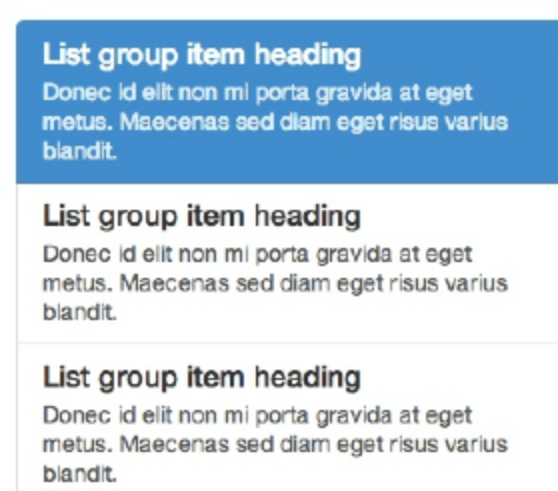 List group item heading
Donec id elit non mi porta gravida at eget
metus. Maecenas sed diam eget risus varius
blandit.
List group item heading
Donec id elit non mi porta gravida at eget
metus. Maecenas sed diam eget risus varius
blandit.
List group item heading
Donec id elit non mi porta gravida at eget
metus. Maecenas sed diam eget risus varius
blandit.